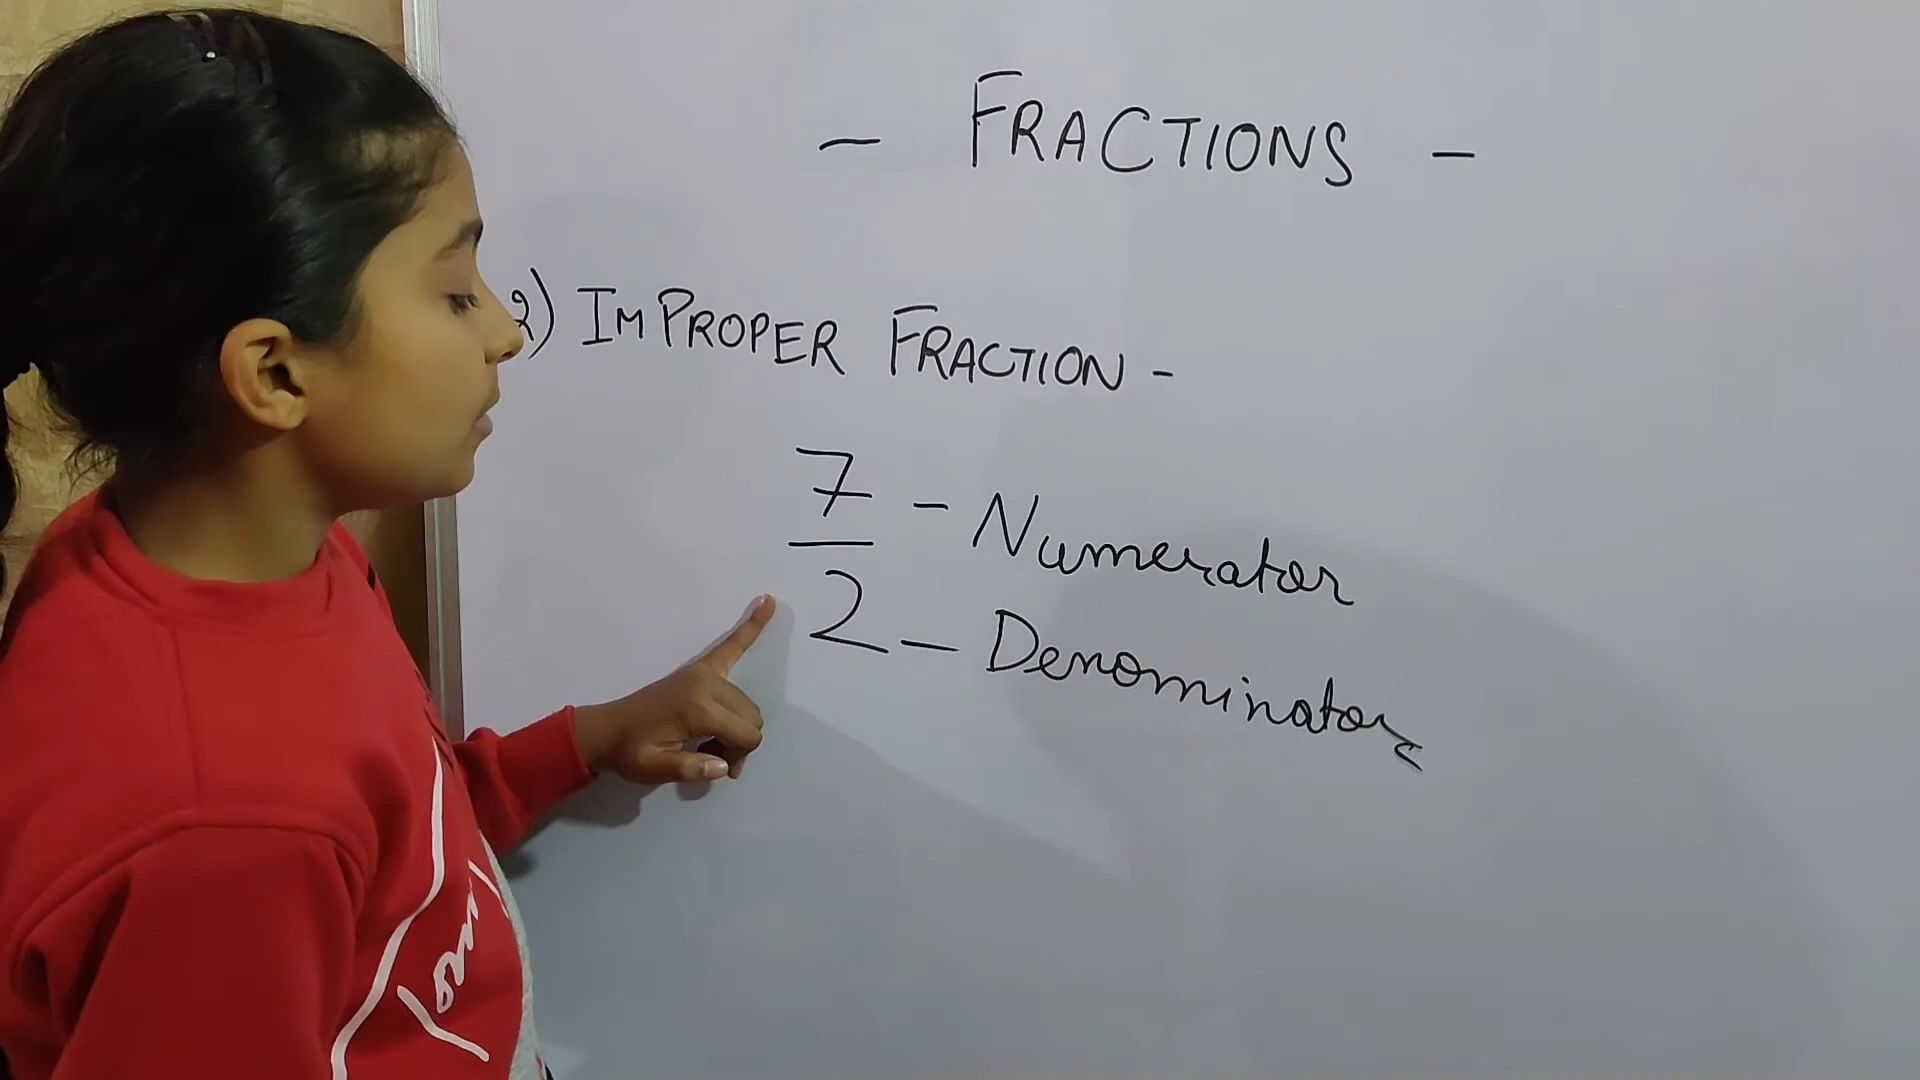 - FRACTIONS -
2) IMPROPER FRACTION -
7 - Numerator
2 - Denominator